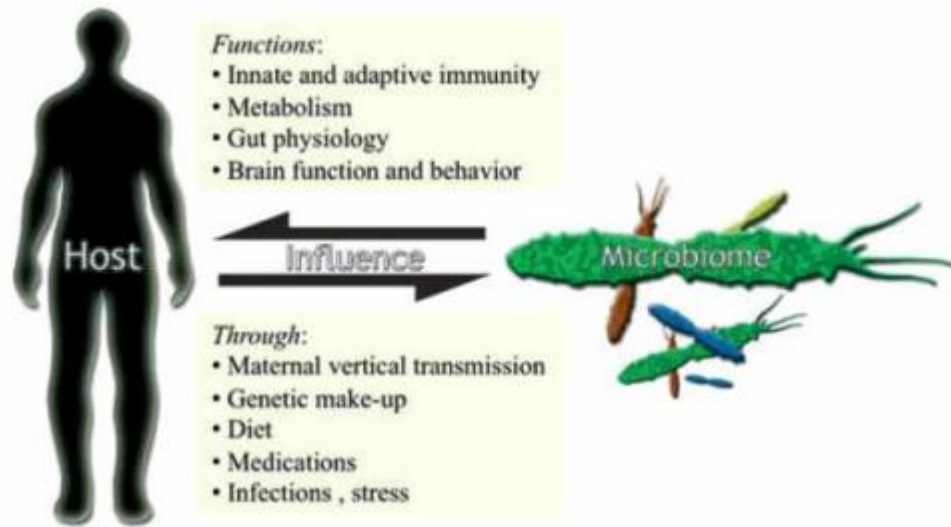 Functions:
• Innate and adaptive immunity
• Metabolism
• Gut physiology
• Brain function and behavior
Host
Influence
Microbiome
Through:
• Maternal vertical transmission
• Genetic make-up
• Diet
• Medications
• Infections , stress